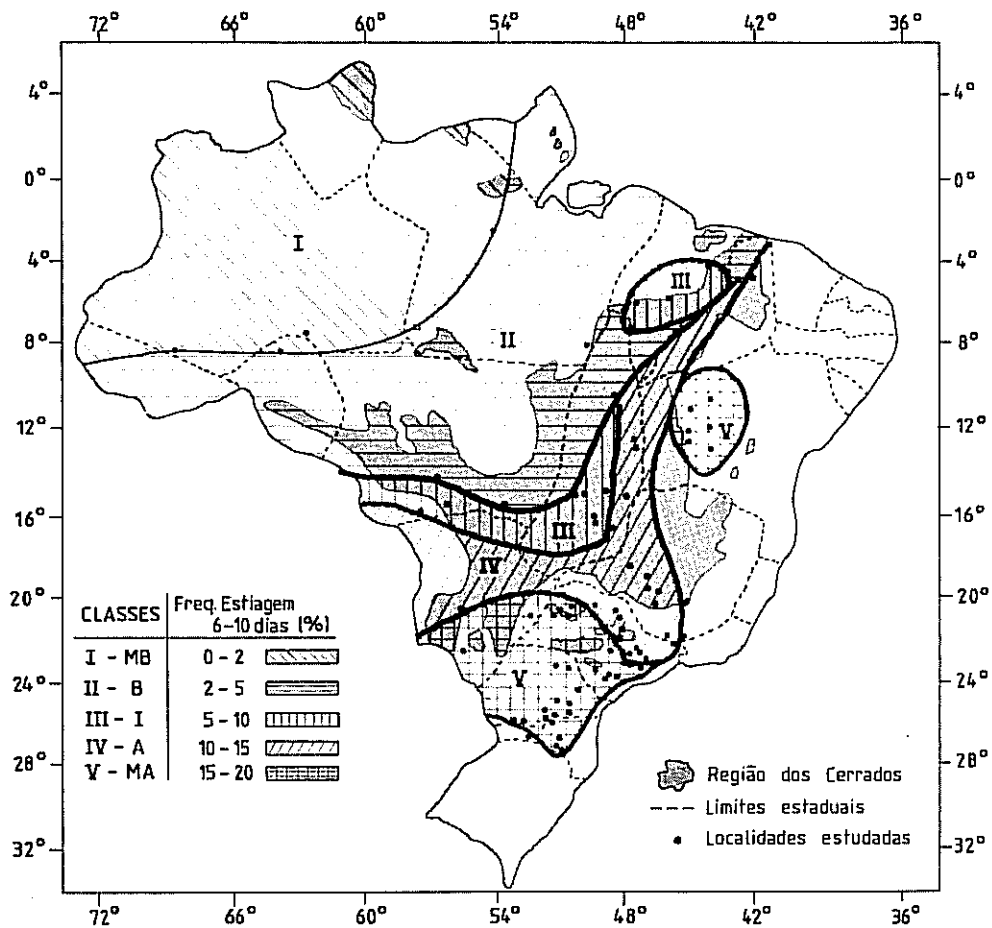 72° 66° 60° 54° 48° 42° 36°
4° 4°
0° 0°
I
4° 4°
III
8° II 8°
V
12° 12°
16° III 16°
IV
20° 20°
CLASSES Freq. Estiagem
6-10 dias (%)
I - MB 0 - 2
II - B 2 - 5
III - I 5 - 10
IV - A 10 - 15
V - MA 15 - 20
V
24° 24°
28° 28°
Região dos Cerrados
Limites estaduais
Localidades estudadas
32° 32°
72° 66° 60° 54° 48° 42° 36°